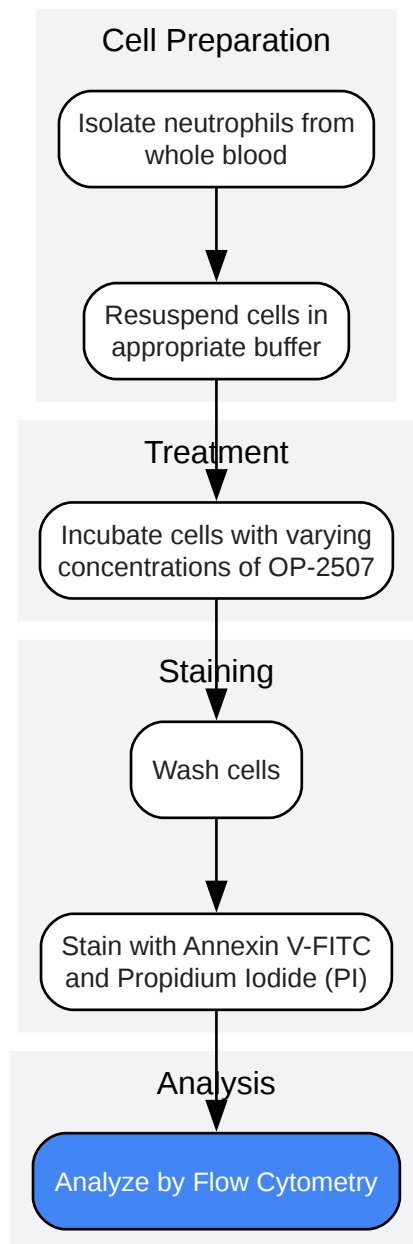 Cell Preparation
Isolate neutrophils from
whole blood
Resuspend cells in
appropriate buffer
Treatment
Incubate cells with varying
concentrations of OP-2507
Staining
Wash cells
Stain with Annexin V-FITC
and Propidium Iodide (PI)
Analysis
Analyze by Flow Cytometry